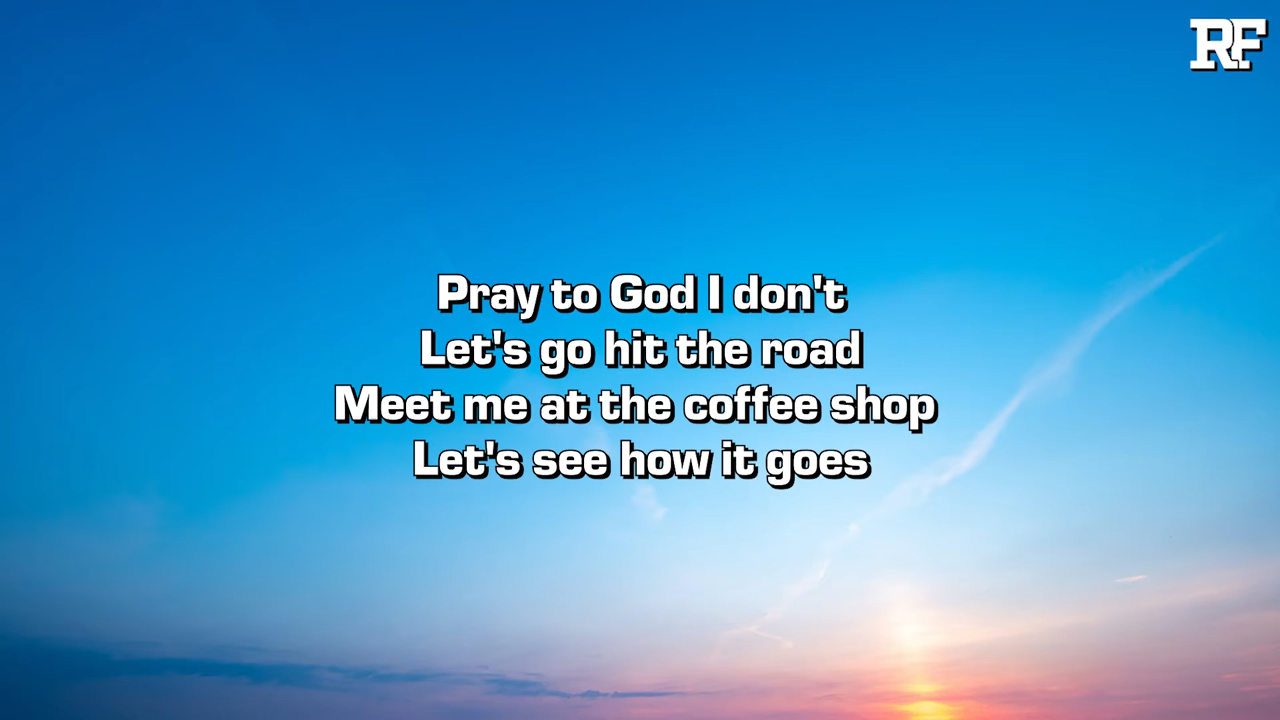 RF
Pray to God I don't
Let's go hit the road
Meet me at the coffee shop
Let's see how it goes